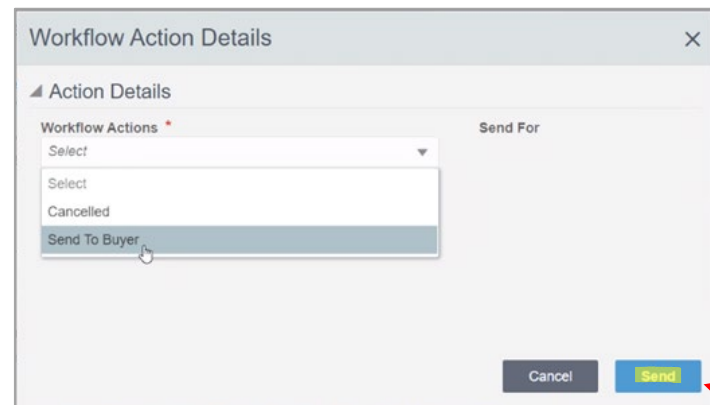 Workflow Action Details
Action Details
Workflow Actions * Send For
Select
Select
Cancelled
Send To Buyer
Cancel Send